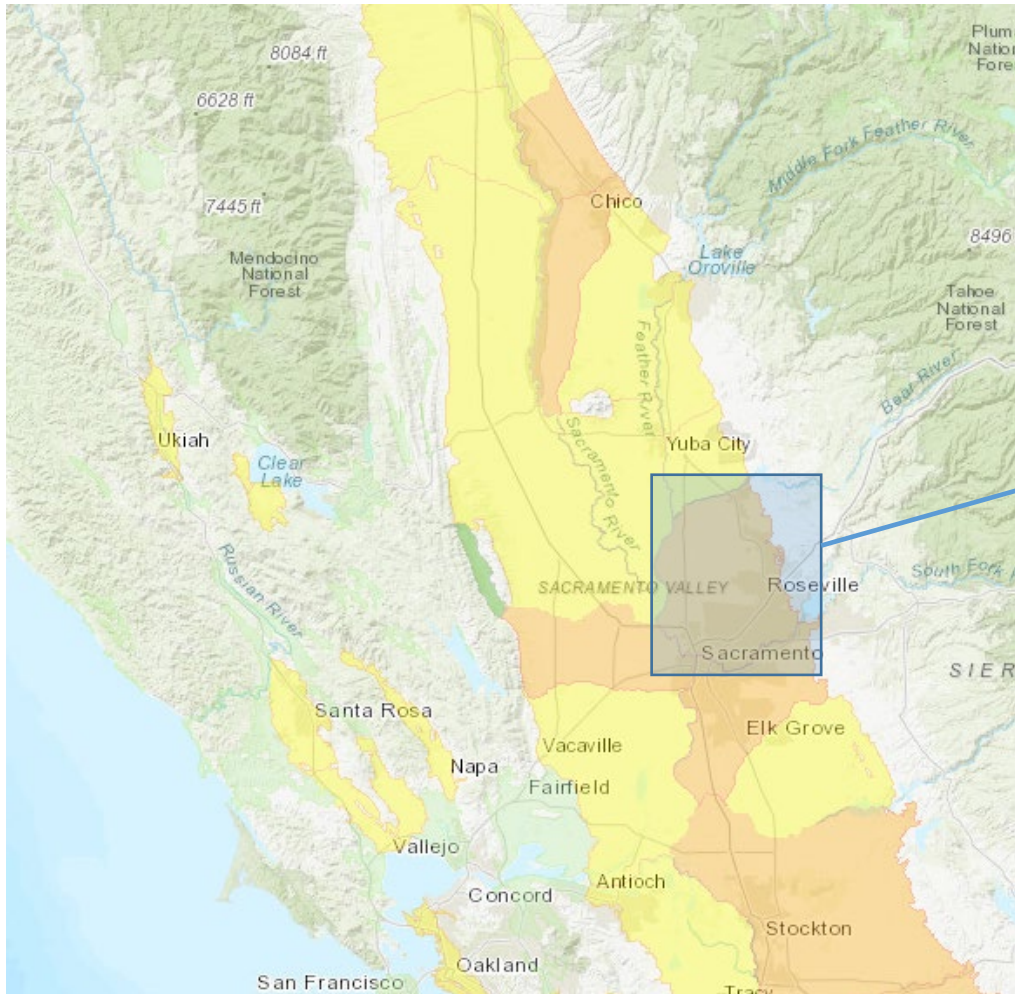 8084 ft
Plum
Nation
Fore
6628 ft
Middle Fork Feather River
Chico
7445 ft
8496
Mendocino
National
Forest
Lake
Oroville
Tahoe
National
Forest
Feather River
Bear River
Ukiah
Yuba City
Clear
Lake
Sacramento River
Russian River
SACRAMENTO VALLEY
Roseville
South Fork A
Sacramento
SIER
Santa Rosa
Elk Grove
Vacaville
Napa
Fairfield
Vallejo
Antioch
Concord
Stockton
Oakland
San Francisco
Tracy